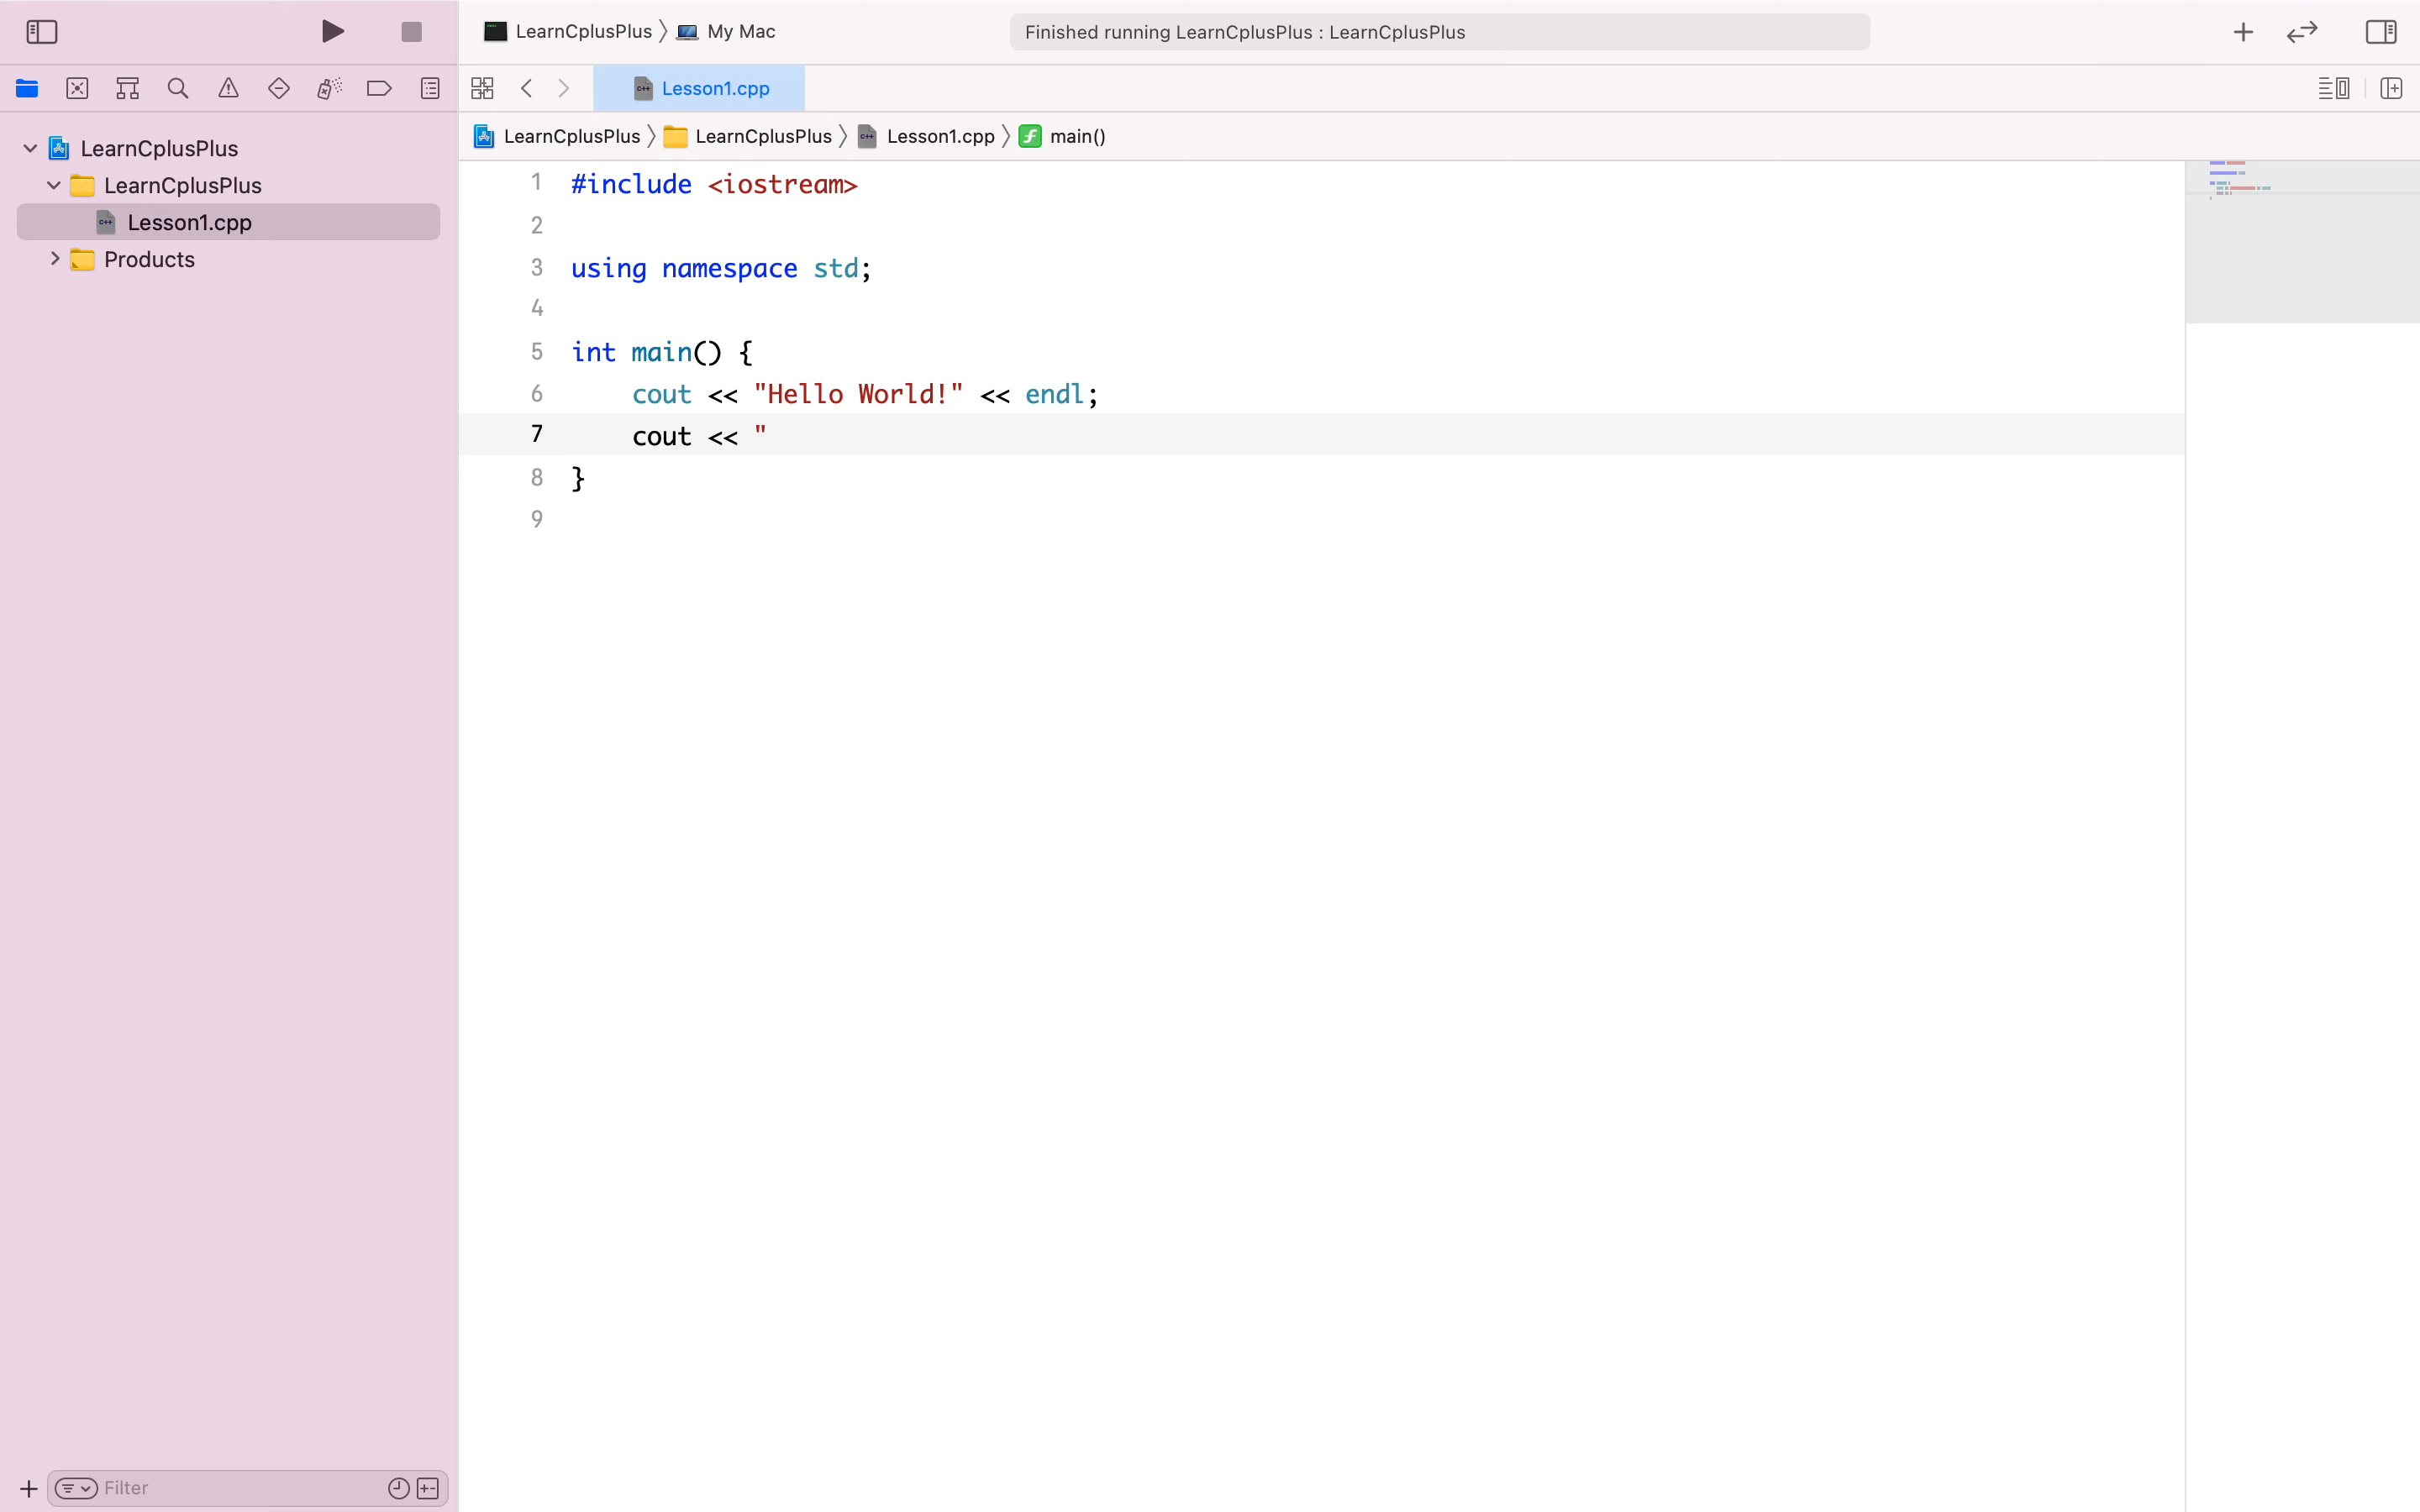 LearnCplusPlus 〉 My Mac
Finished running LearnCplusPlus : LearnCplusPlus
Lesson1.cpp
LearnCplusPlus 〉 LearnCplusPlus 〉 Lesson1.cpp 〉 main()
LearnCplusPlus
LearnCplusPlus
Lesson1.cpp
Products
1 #include <iostream>
2
3 using namespace std;
4
5 int main() {
6     cout << "Hello World!" << endl;
7     cout << "
8 }
9
Filter